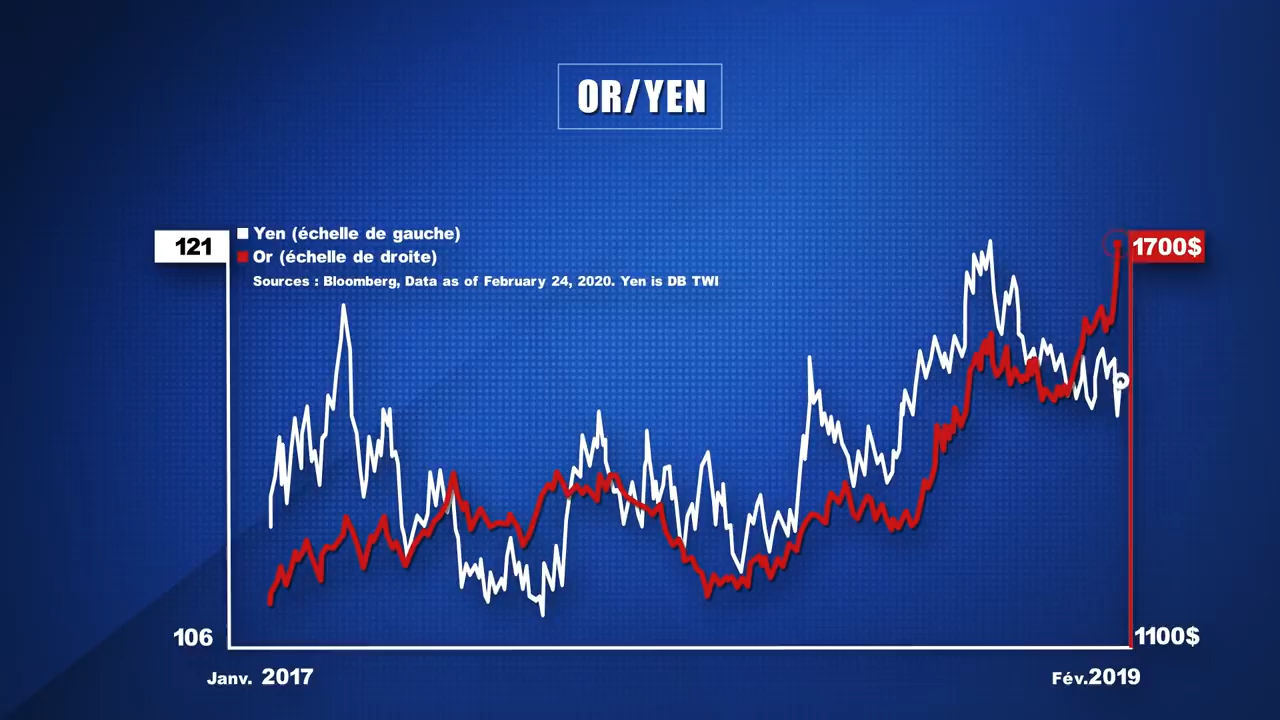 OR/YEN
121
Yen (échelle de gauche)
Or (échelle de droite)
Sources : Bloomberg, Data as of February 24, 2020. Yen is DB TWI
1700$
106
1100$
Janv. 2017
Fév.2019